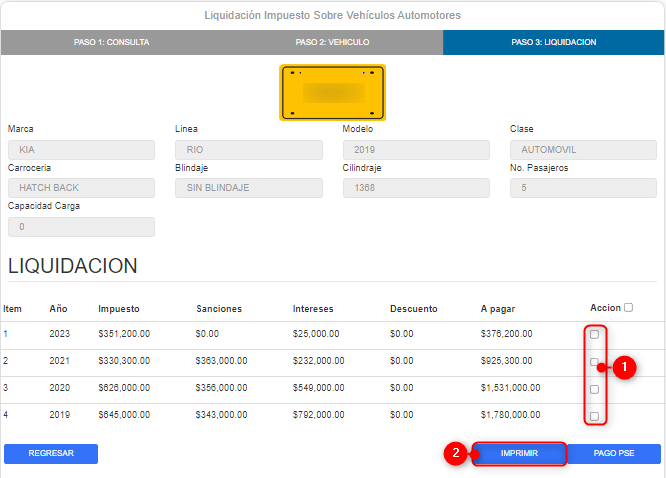 Liquidación Impuesto Sobre Vehículos Automotores
PASO 1: CONSULTA PASO 2: VEHICULO PASO 3: LIQUIDACION
Marca Linea Modelo Clase
KIA RIO 2019 AUTOMOVIL
Carroceria Blindaje Cilindraje No. Pasajeros
HATCH BACK SIN BLINDAJE 1368 5
Capacidad Carga
0
LIQUIDACION
Item Año Impuesto Sanciones Intereses Descuento A pagar Accion
1 2023 $351,200.00 $0.00 $25,000.00 $0.00 $376,200.00
2 2021 $330,300.00 $363,000.00 $232,000.00 $0.00 $925,300.00
1
3 2020 $626,000.00 $356,000.00 $549,000.00 $0.00 $1,531,000.00
4 2019 $645,000.00 $343,000.00 $792,000.00 $0.00 $1,780,000.00
REGRESAR 2 IMPRIMIR PAGO PSE